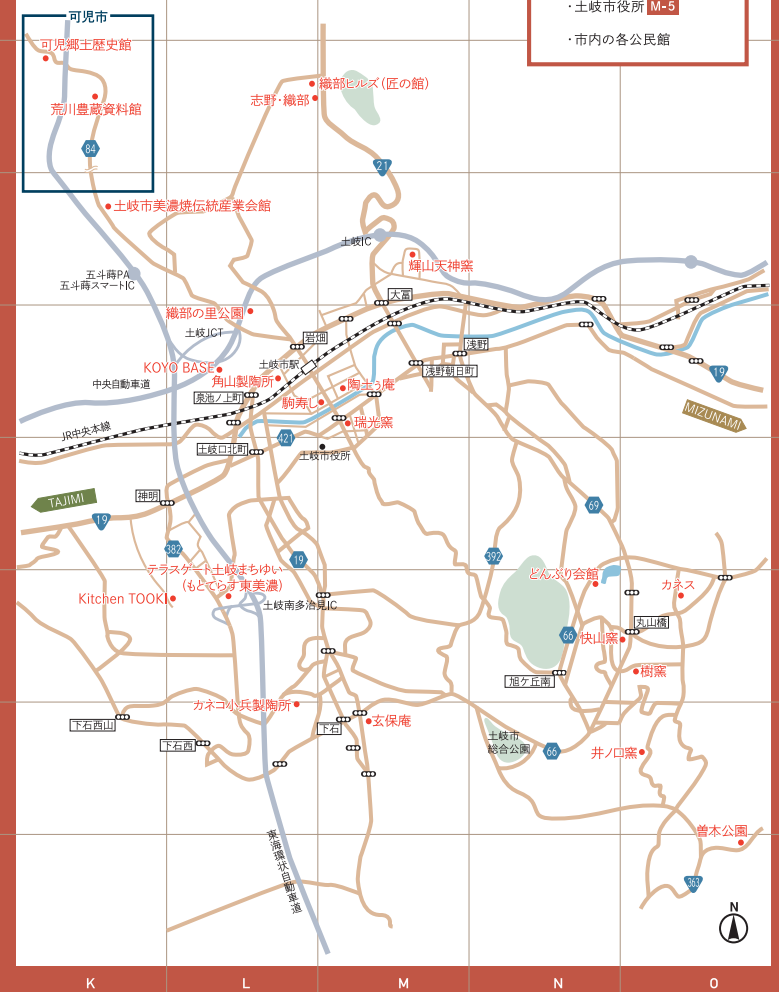 ・土岐市役所 M-5
・市内の各公民館
可児市
可児郷土歴史館
荒川豊蔵資料館
84
織部ヒルズ（匠の館）
志野・織部
21
土岐市美濃焼伝統産業会館
土岐IC
輝山天神窯
五斗蒔PA
五斗蒔スマートIC
大富
織部の里公園
土岐JCT
岩畑
浅野
KOYO BASE
土岐市駅
浅野朝日町
19
中央自動車道
角山製陶所
陶土う庵
泉池ノ上町
駒寿し
MIZUNAMI
JR中央本線
瑞光窯
421
土岐口北町
土岐市役所
TAJIMI
神明
19
69
382
19
392
テラスゲート土岐まちゆい
（もとてらす東美濃）
どんぶり会館
カネス
Kitchen TOOKI
土岐南多治見IC
丸山橋
66
快山窯
樹窯
旭ケ丘南
カネコ小兵製陶所
下石西山
下石
玄保庵
土岐市
総合公園
下石西
66
井ノ口窯
曽木公園
東海環状自動車道
363
N
K
L
M
N
O